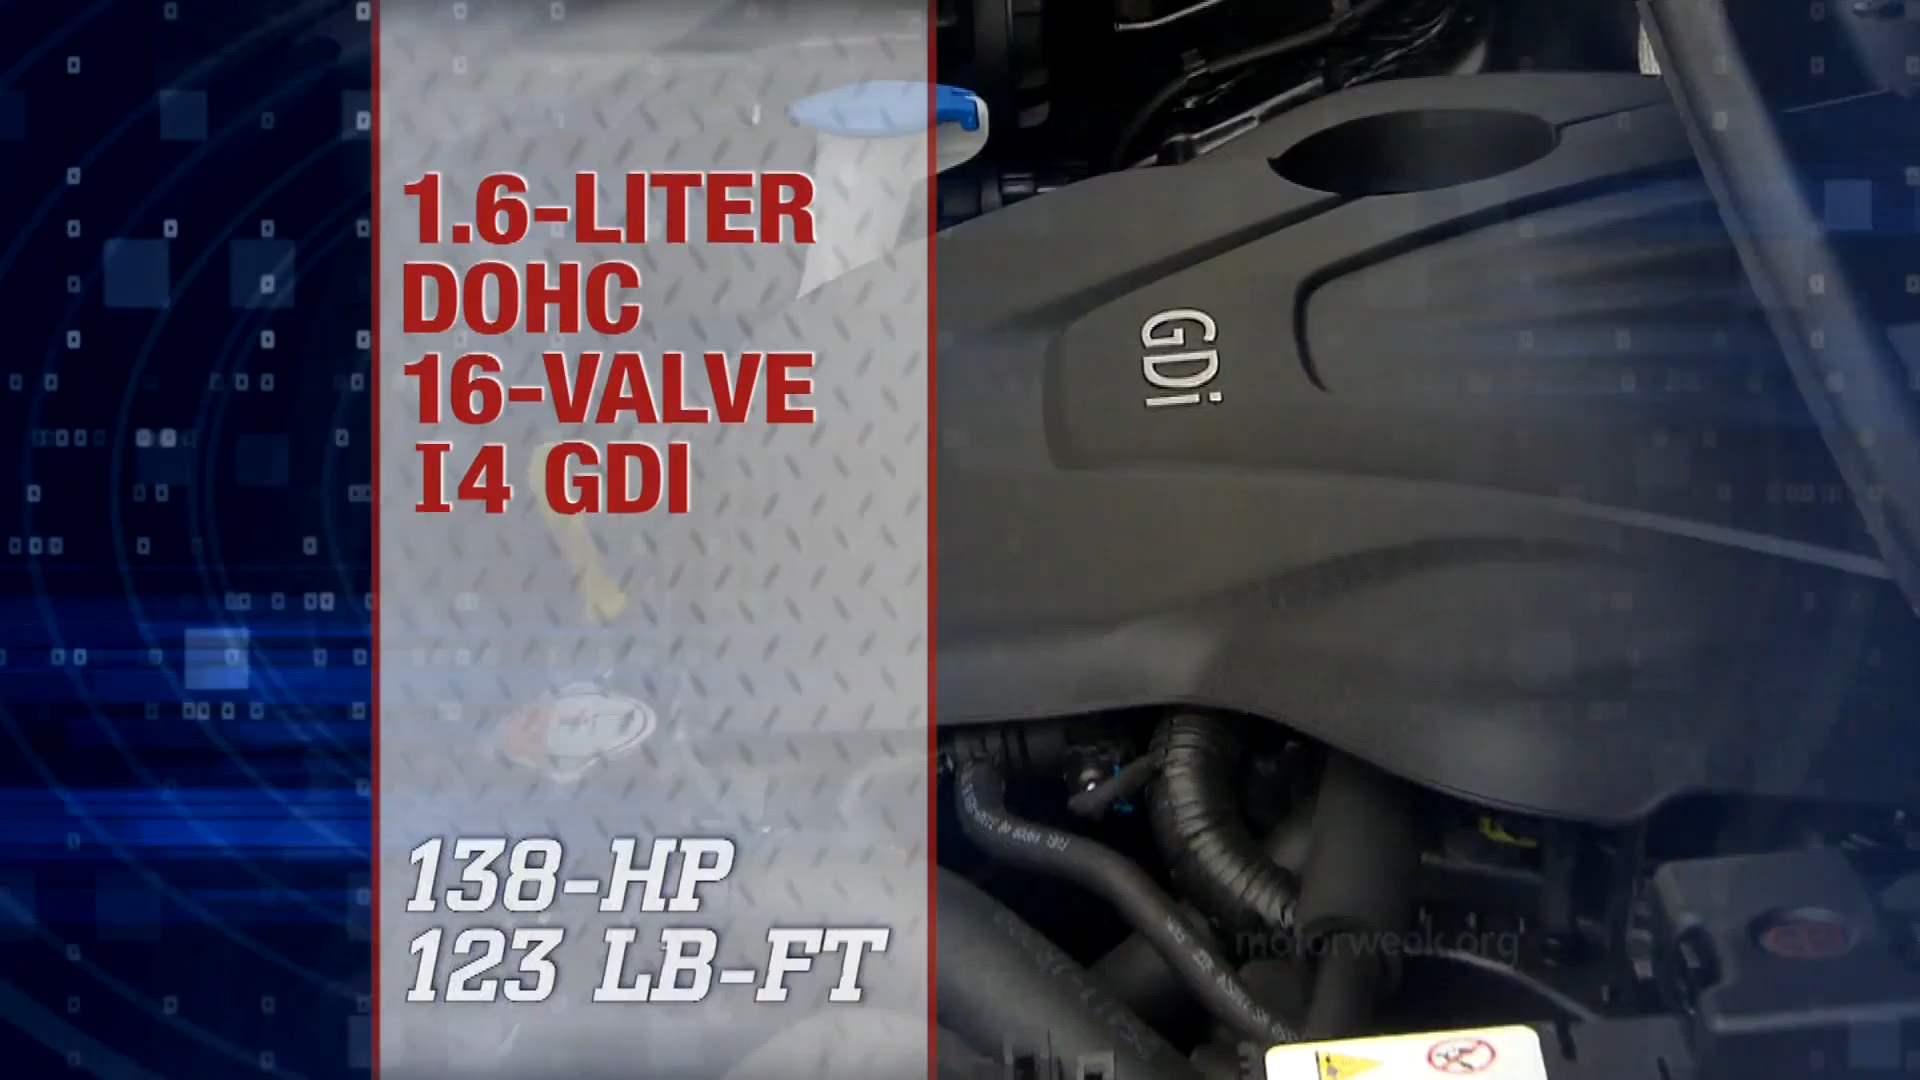 1.6-LITER
DOHC
16-VALVE
I4 GDI
138-HP
123 LB-FT
GDi
motorweek.org